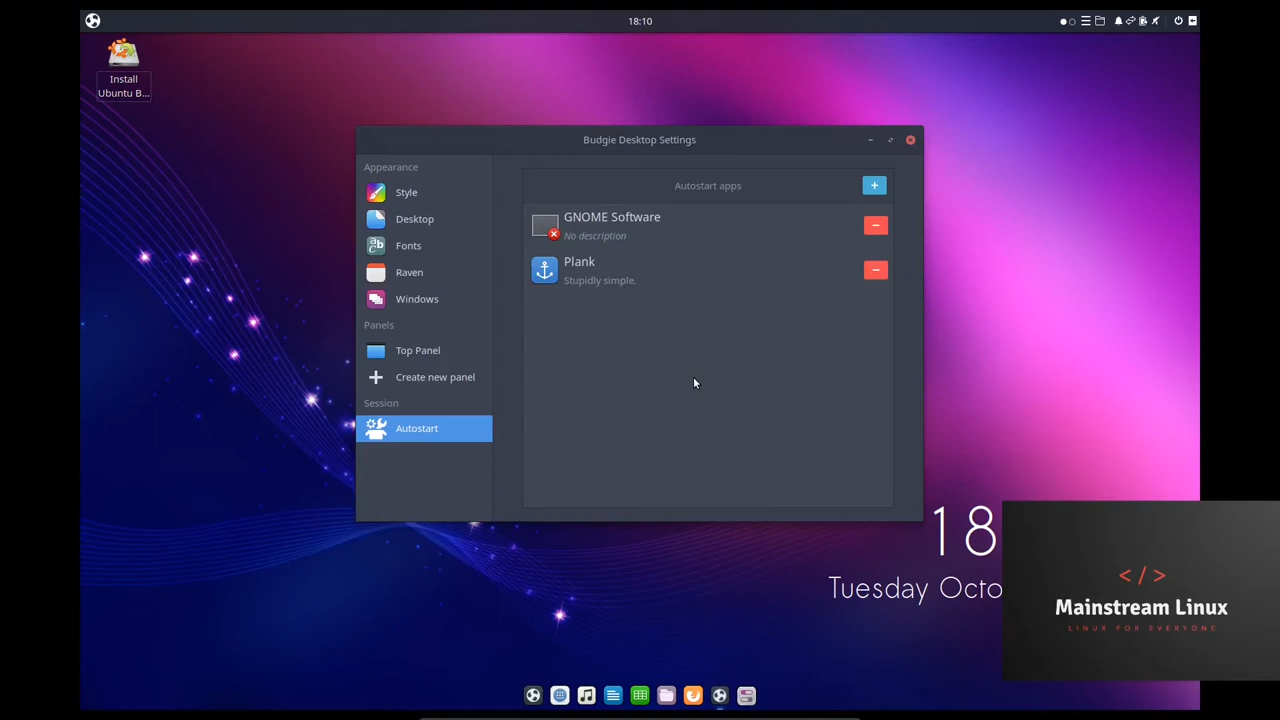 18:10
Install
Ubuntu B...
Budgie Desktop Settings
Appearance
Style
Desktop
Fonts
Raven
Windows
Panels
Top Panel
Create new panel
Session
Autostart
Autostart apps
+
GNOME Software
No description
−
Plank
Stupidly simple.
−
18
Tuesday Octo
</>
Mainstream Linux
LINUX FOR EVERYONE